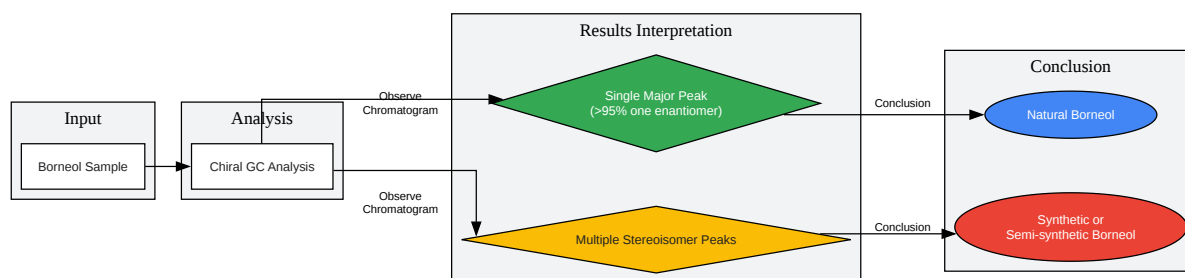 Input
Borneol Sample
Analysis
Chiral GC Analysis
Observe
Chromatogram
Observe
Chromatogram
Results Interpretation
Single Major Peak
(>95% one enantiomer)
Multiple Stereoisomer Peaks
Conclusion
Conclusion
Conclusion
Natural Borneol
Synthetic or
Semi-synthetic Borneol